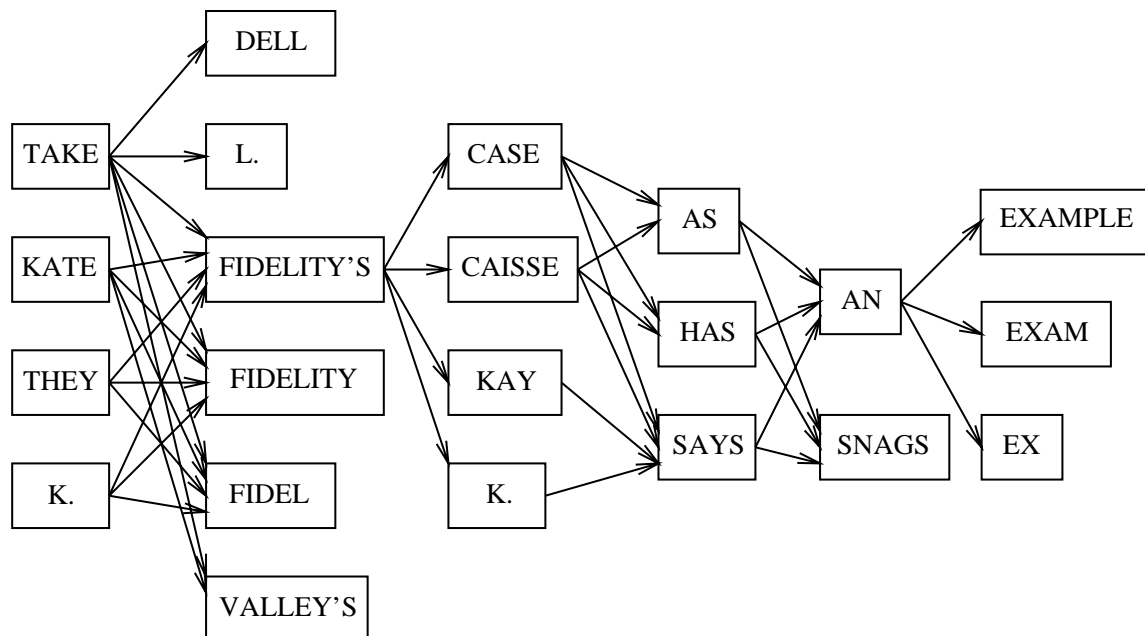 DELL
TAKE
L.
CASE
AS
EXAMPLE
KATE
FIDELITY'S
CAISSE
AN
HAS
EXAM
THEY
FIDELITY
KAY
SAYS
SNAGS
EX
K.
FIDEL
K.
VALLEY'S